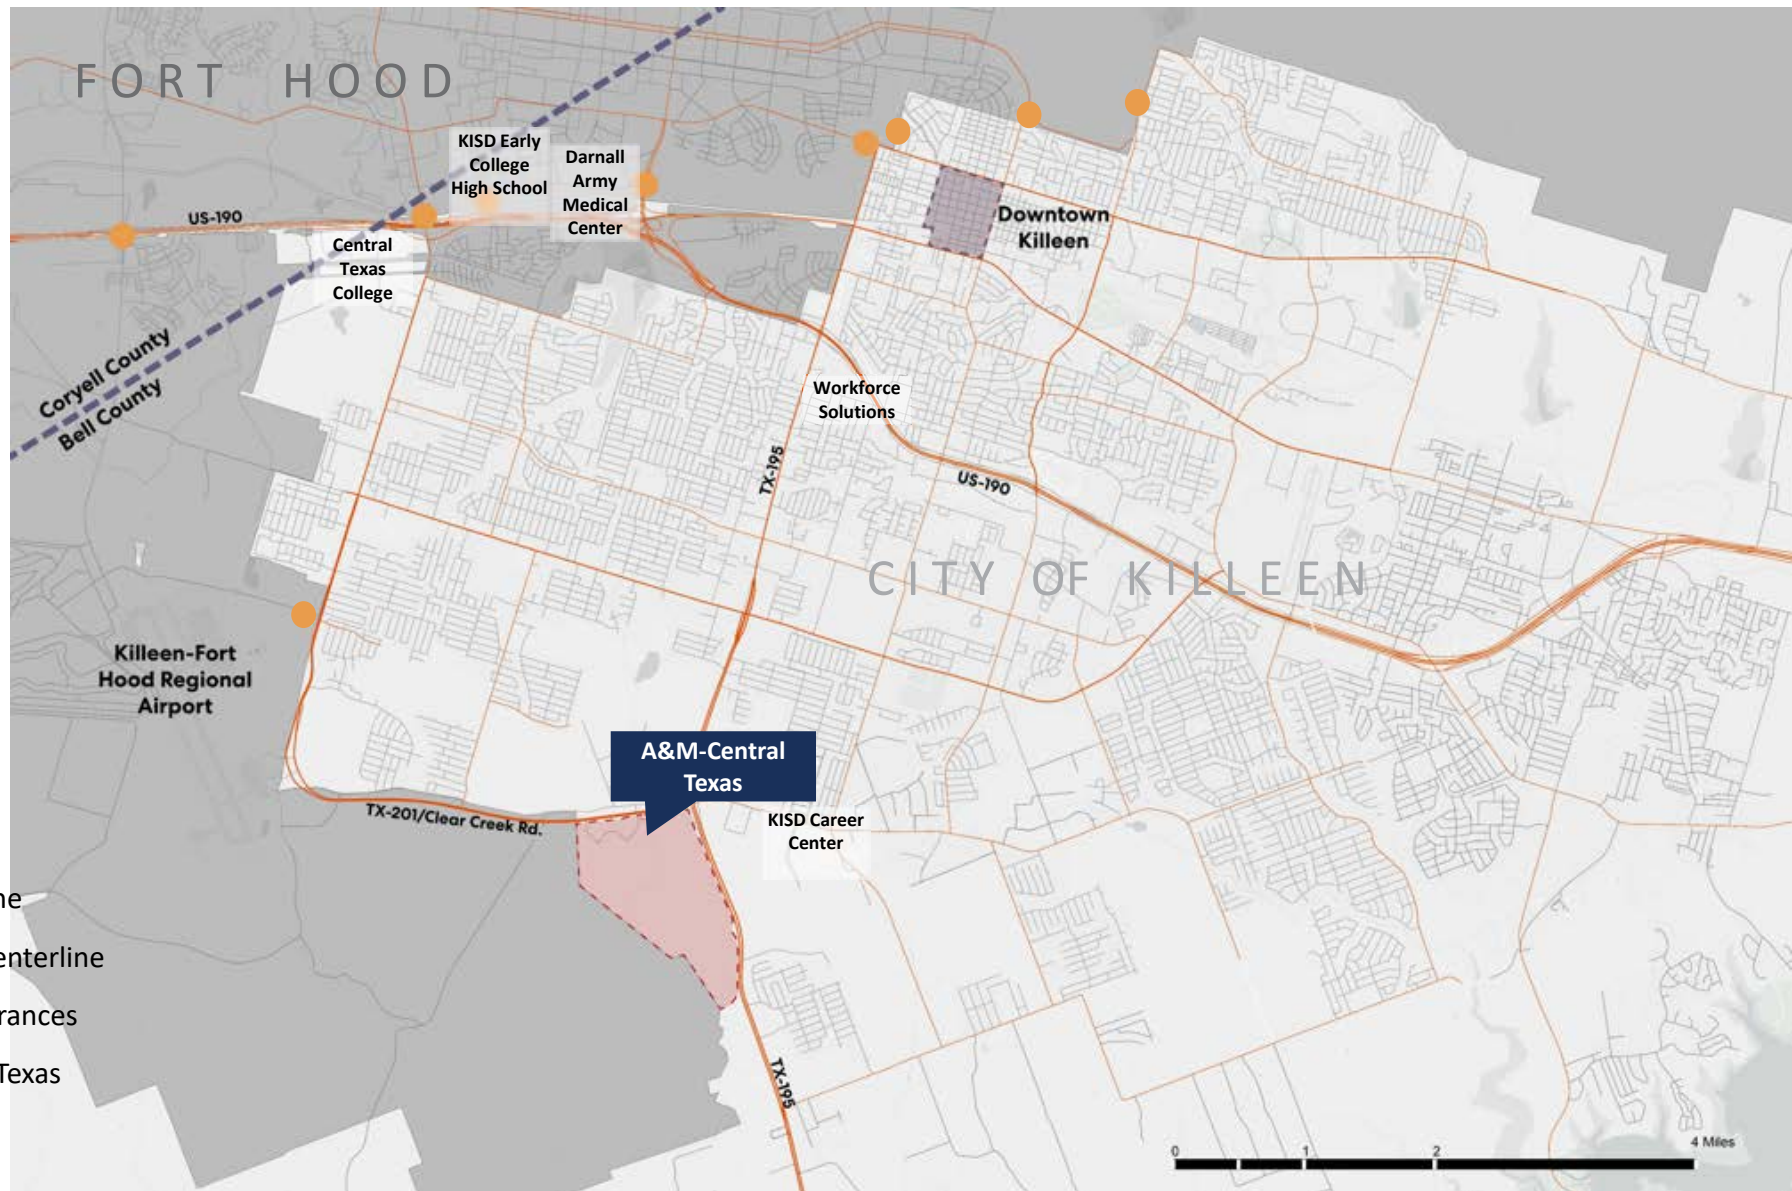 FORT HOOD
KISD Early
College
High School
Darnall
Army
Medical
Center
US-190
Central
Texas
College
Downtown
Killeen
Coryell County
Bell County
Workforce
Solutions
TX-195
US-190
CITY OF KILLEEN
Killeen-Fort
Hood Regional
Airport
A&M-Central
Texas
TX-201/Clear Creek Rd.
KISD Career
Center
ne
enterline
rances
Texas
TX-195
0 1 2 4 Miles